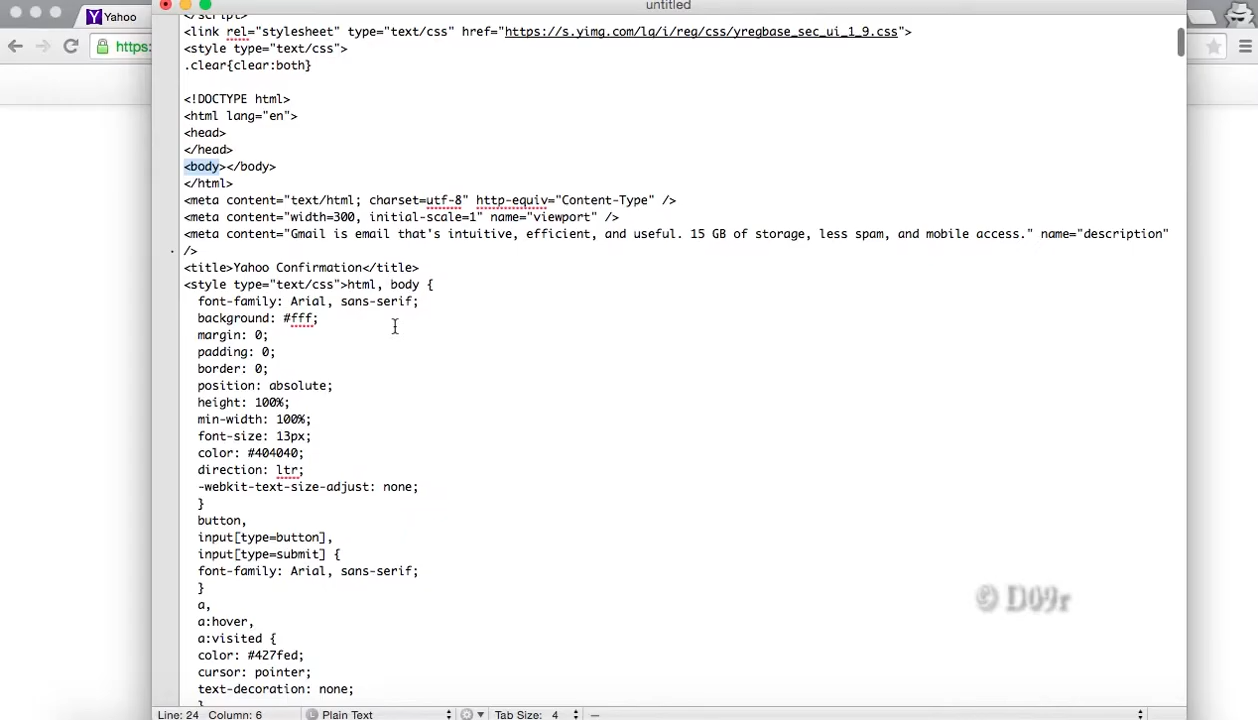 untitled
Yahoo
https:
</script>
<link rel="stylesheet" type="text/css" href="https://s.yimg.com/lq/i/reg/css/yregbase_sec_ui_1_9.css">
<style type="text/css">
.clear{clear:both}
<!DOCTYPE html>
<html lang="en">
<head>
</head>
<body></body>
</html>
<meta content="text/html; charset=utf-8" http-equiv="Content-Type" />
<meta content="width=300, initial-scale=1" name="viewport" />
<meta content="Gmail is email that's intuitive, efficient, and useful. 15 GB of storage, less spam, and mobile access." name="description"
/>
<title>Yahoo Confirmation</title>
<style type="text/css">html, body {
font-family: Arial, sans-serif;
background: #fff;
margin: 0;
padding: 0;
border: 0;
position: absolute;
height: 100%;
min-width: 100%;
font-size: 13px;
color: #404040;
direction: ltr;
-webkit-text-size-adjust: none;
}
button,
input[type=button],
input[type=submit] {
font-family: Arial, sans-serif;
}
a,
a:hover,
a:visited {
color: #427fed;
cursor: pointer;
text-decoration: none;
}
© D09r
Line: 24 Column: 6 Plain Text Tab Size: 4 —